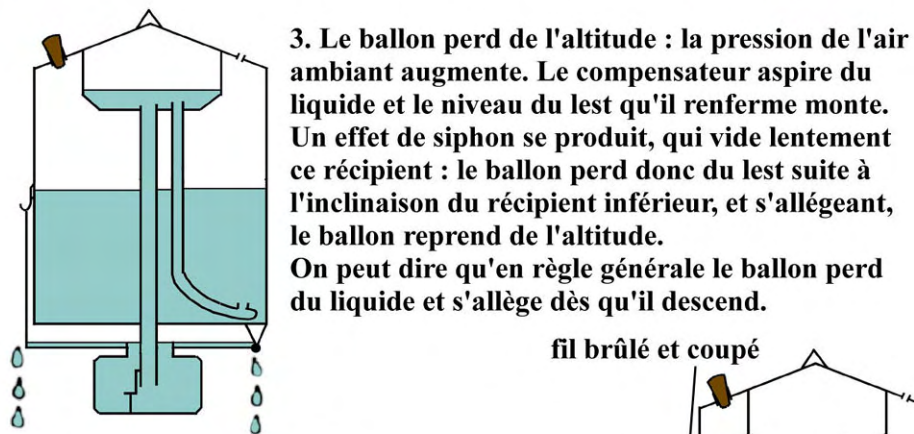 3. Le ballon perd de l'altitude : la pression de l'air
ambiant augmente. Le compensateur aspire du
liquide et le niveau du lest qu'il renferme monte.
Un effet de siphon se produit, qui vide lentement
ce récipient : le ballon perd donc du lest suite à
l'inclinaison du récipient inférieur, et s'allégeant,
le ballon reprend de l'altitude.
On peut dire qu'en règle générale le ballon perd
du liquide et s'allège dès qu'il descend.
fil brûlé et coupé